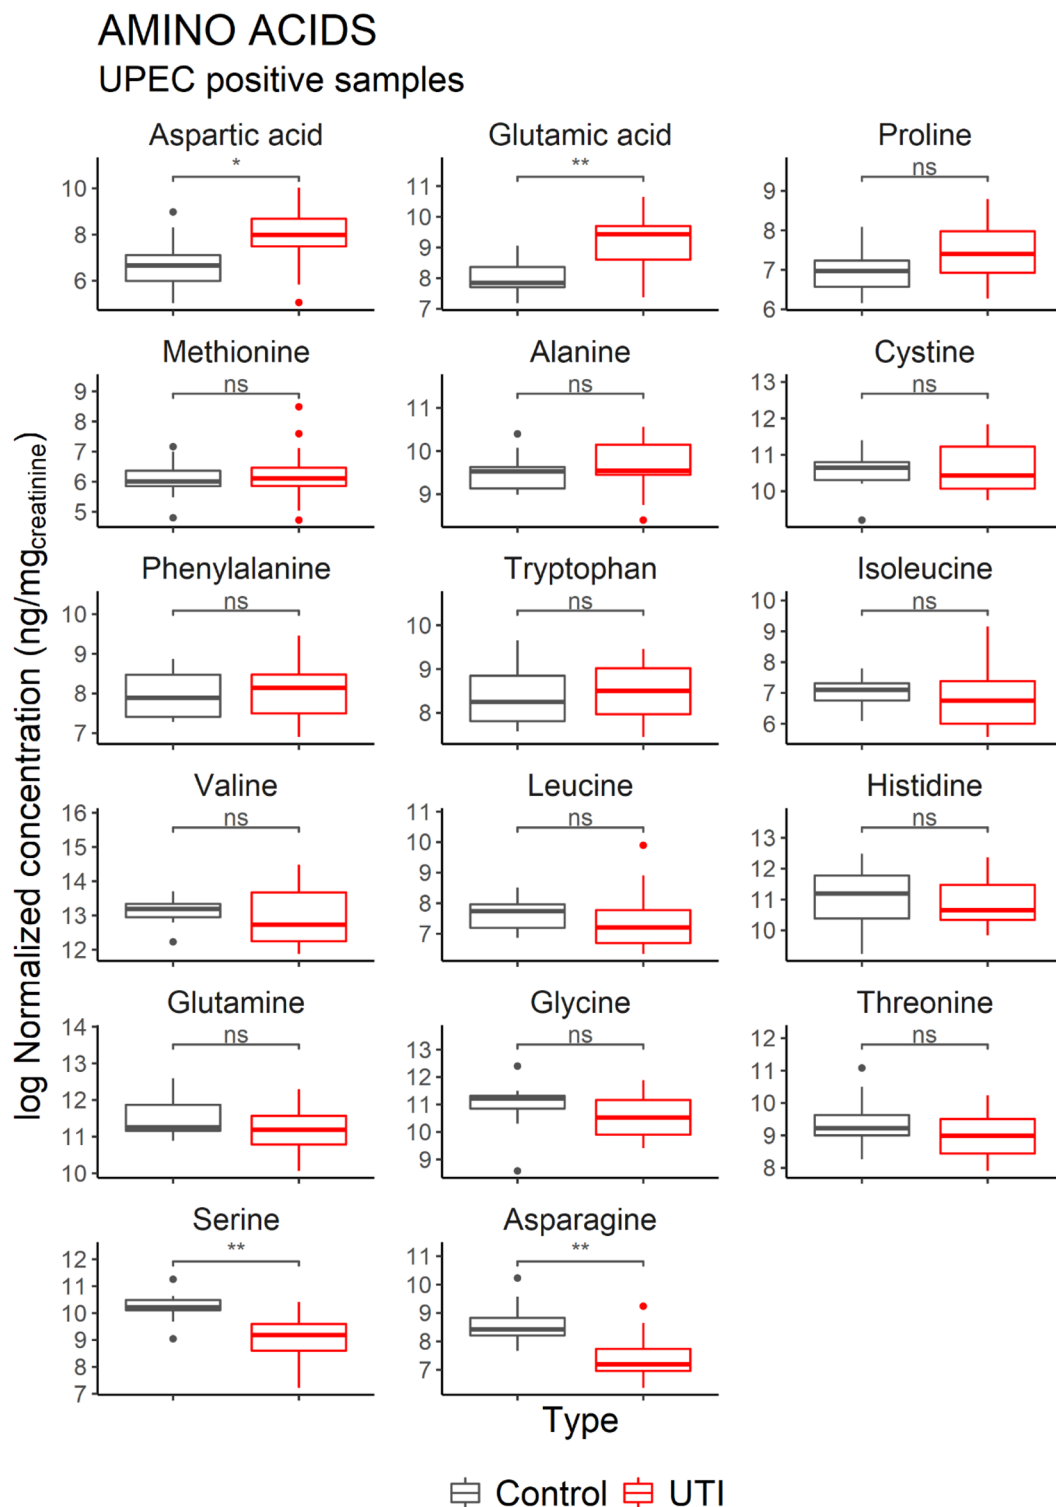 AMINO ACIDS
UPEC positive samples
log Normalized concentration (ng/mgcreatinine)
Aspartic acid Glutamic acid Proline
* ** ns
10 8 6
11 10 9 8 7
9 8 7 6
Methionine Alanine Cystine
ns ns ns
9 8 7 6 5
11 10 9
13 12 11 10
Phenylalanine Tryptophan Isoleucine
ns ns ns
10 9 8 7
10 9 8
10 9 8 7 6
Valine Leucine Histidine
ns ns ns
16 15 14 13 12
11 10 9 8 7
13 12 11 10
Glutamine Glycine Threonine
ns ns ns
14 13 12 11 10
13 12 11 10 9
12 11 10 9 8
Serine Asparagine
** **
12 11 10 9 8 7
11 10 9 8 7
Type
Control UTI